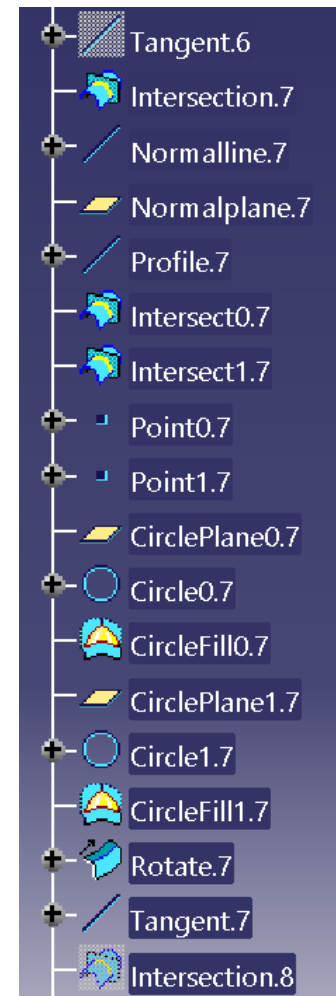 Tangent.6
Intersection.7
Normalline.7
Normalplane.7
Profile.7
Intersect0.7
Intersect1.7
Point0.7
Point1.7
CirclePlane0.7
Circle0.7
CircleFill0.7
CirclePlane1.7
Circle1.7
CircleFill1.7
Rotate.7
Tangent.7
Intersection.8